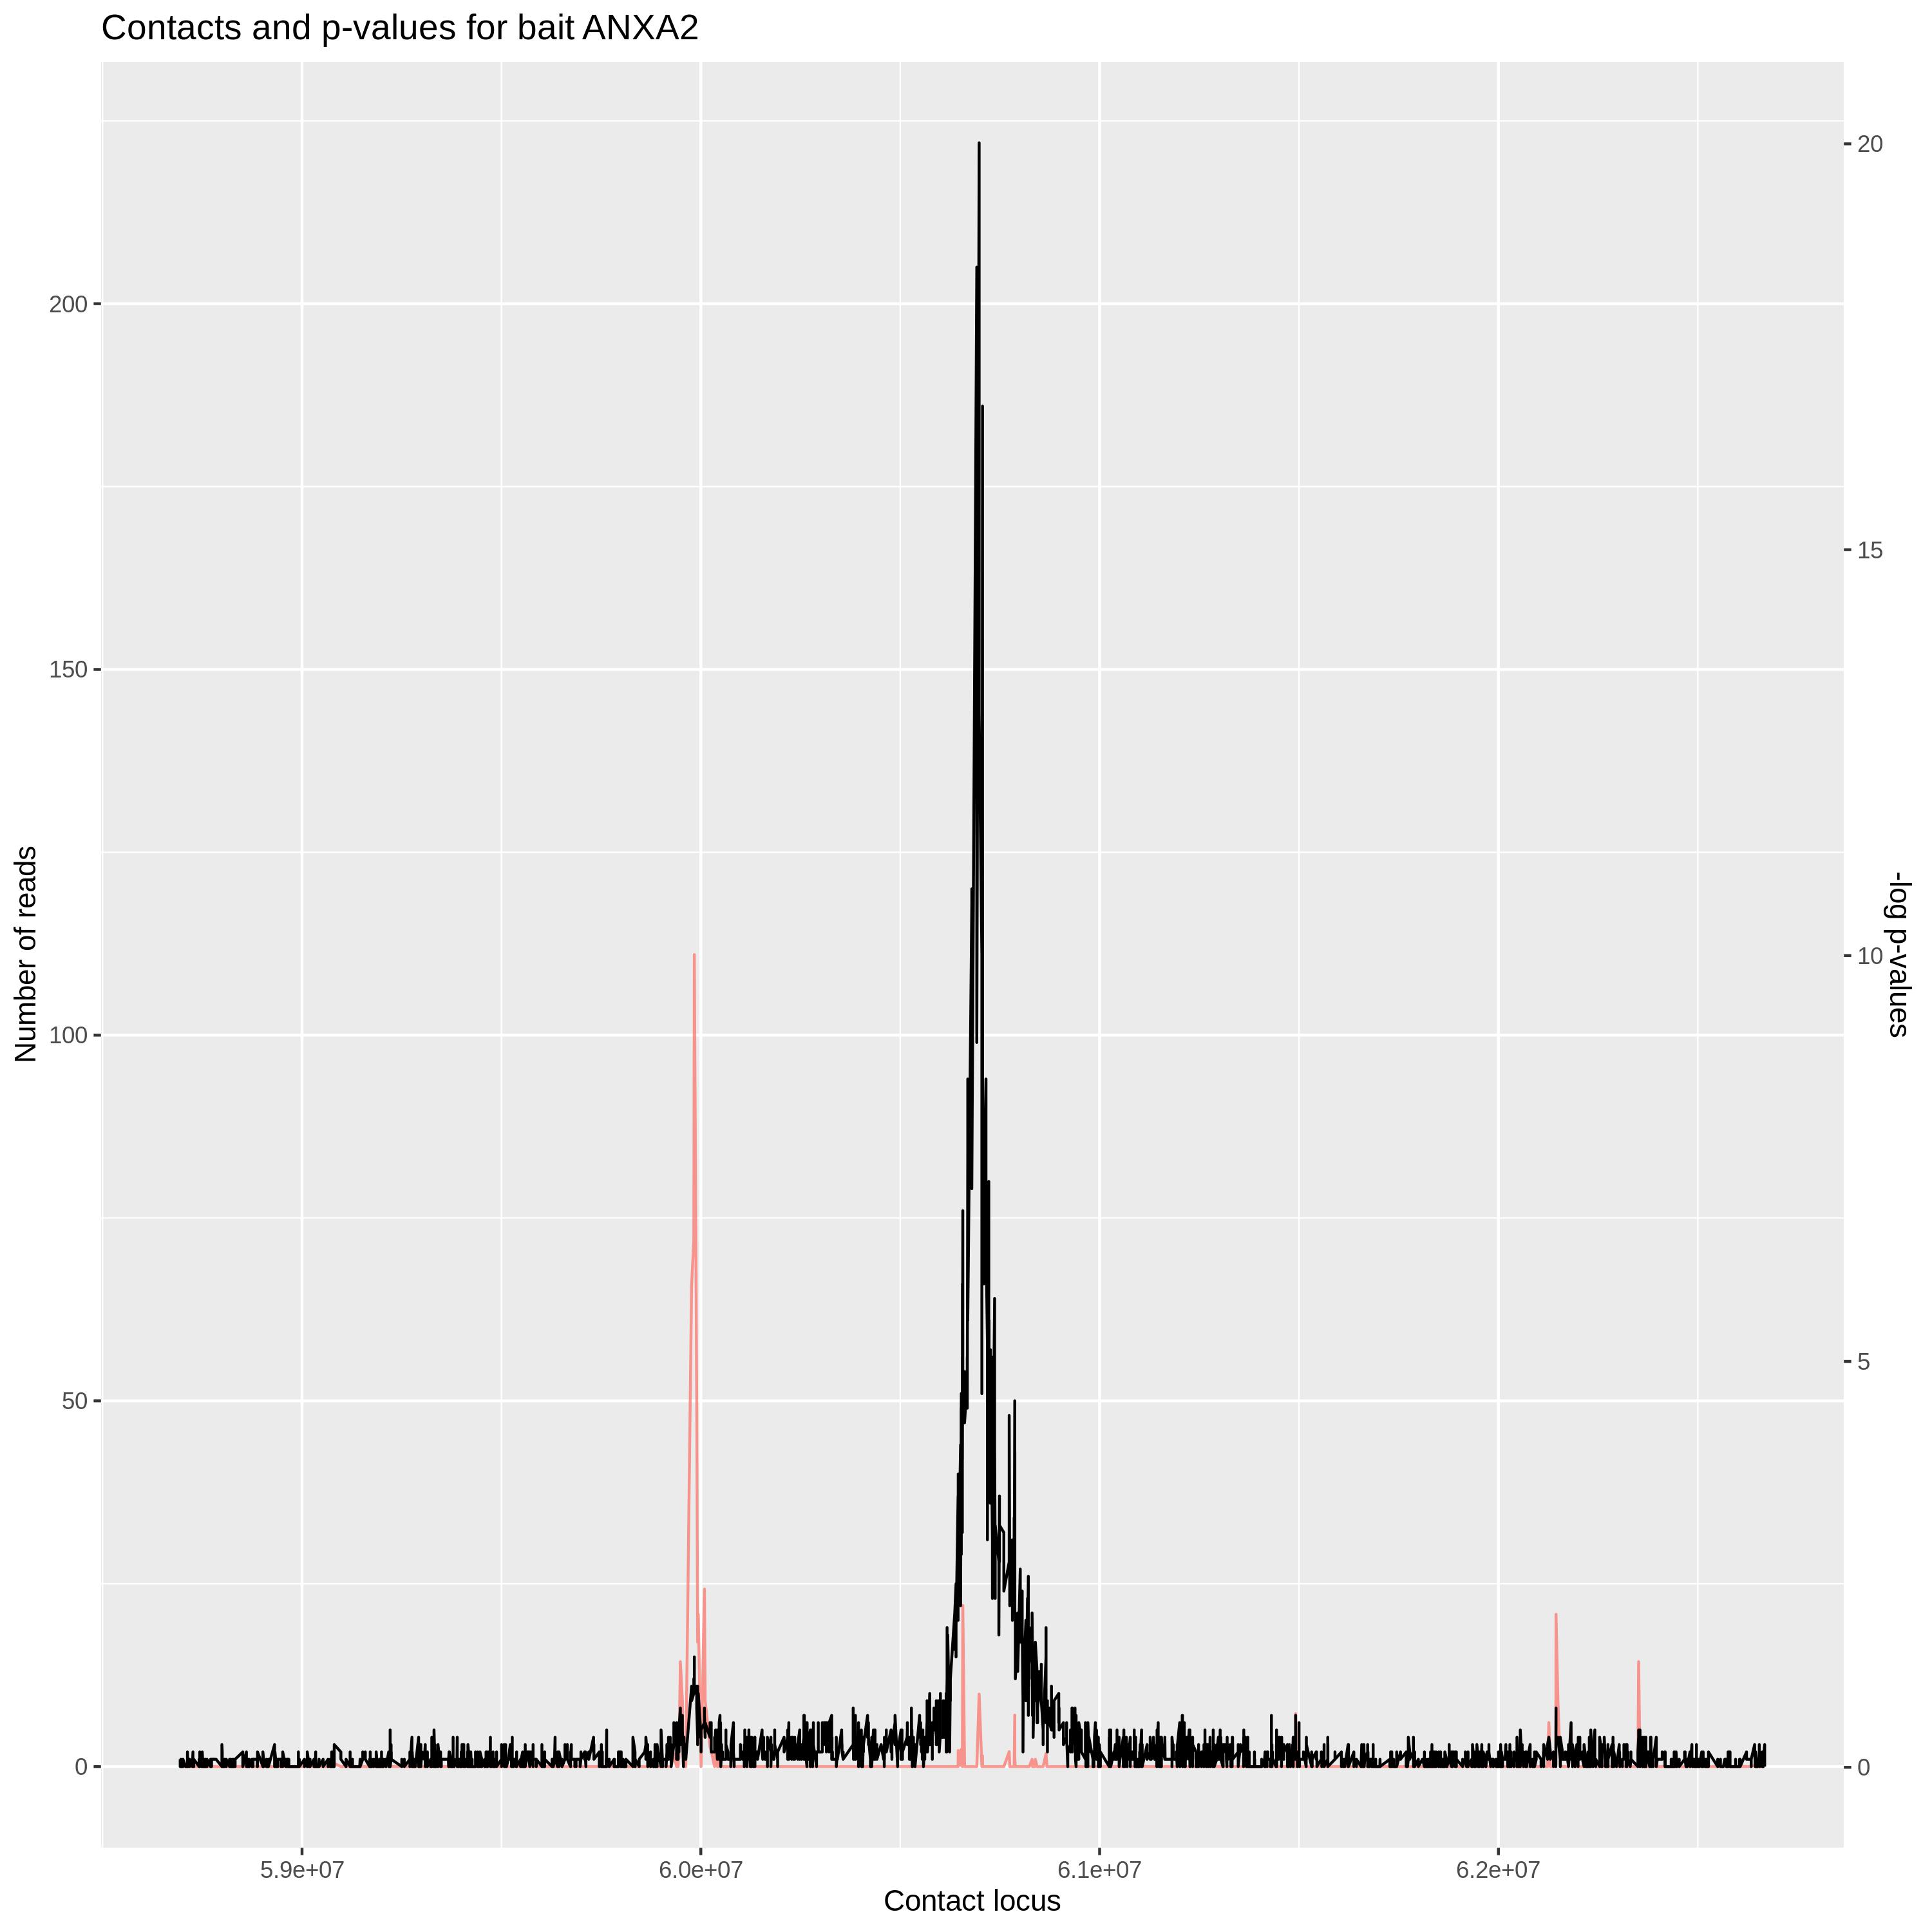 Contacts and p-values for bait ANXA2
Number of reads
200
150
100
50
0
20
15
10
5
0
-log p-values
5.9e+07
6.0e+07
6.1e+07
6.2e+07
Contact locus